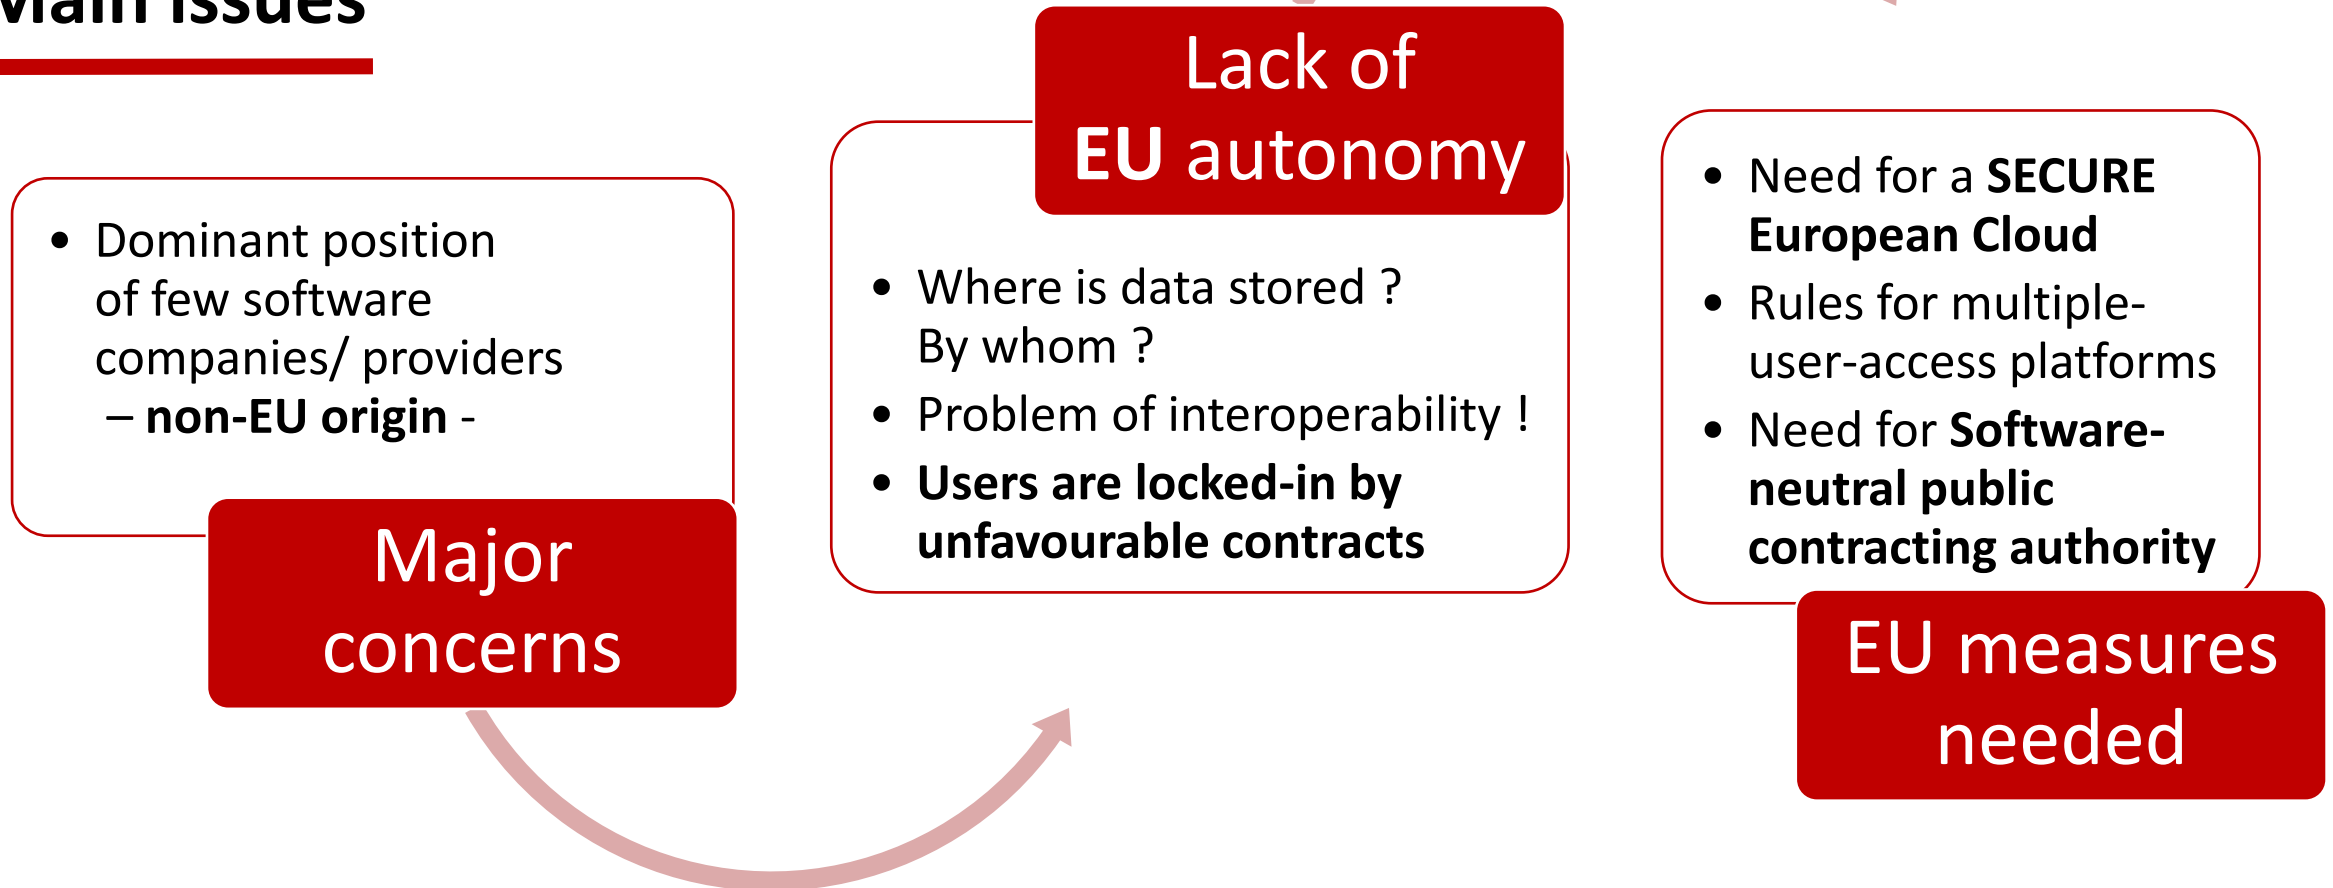 Main issues
• Dominant position
of few software
companies/ providers
– non-EU origin -
Major
concerns
Lack of
EU autonomy
• Where is data stored ?
By whom ?
• Problem of interoperability !
• Users are locked-in by
unfavourable contracts
• Need for a SECURE
European Cloud
• Rules for multiple-
user-access platforms
• Need for Software-
neutral public
contracting authority
EU measures
needed